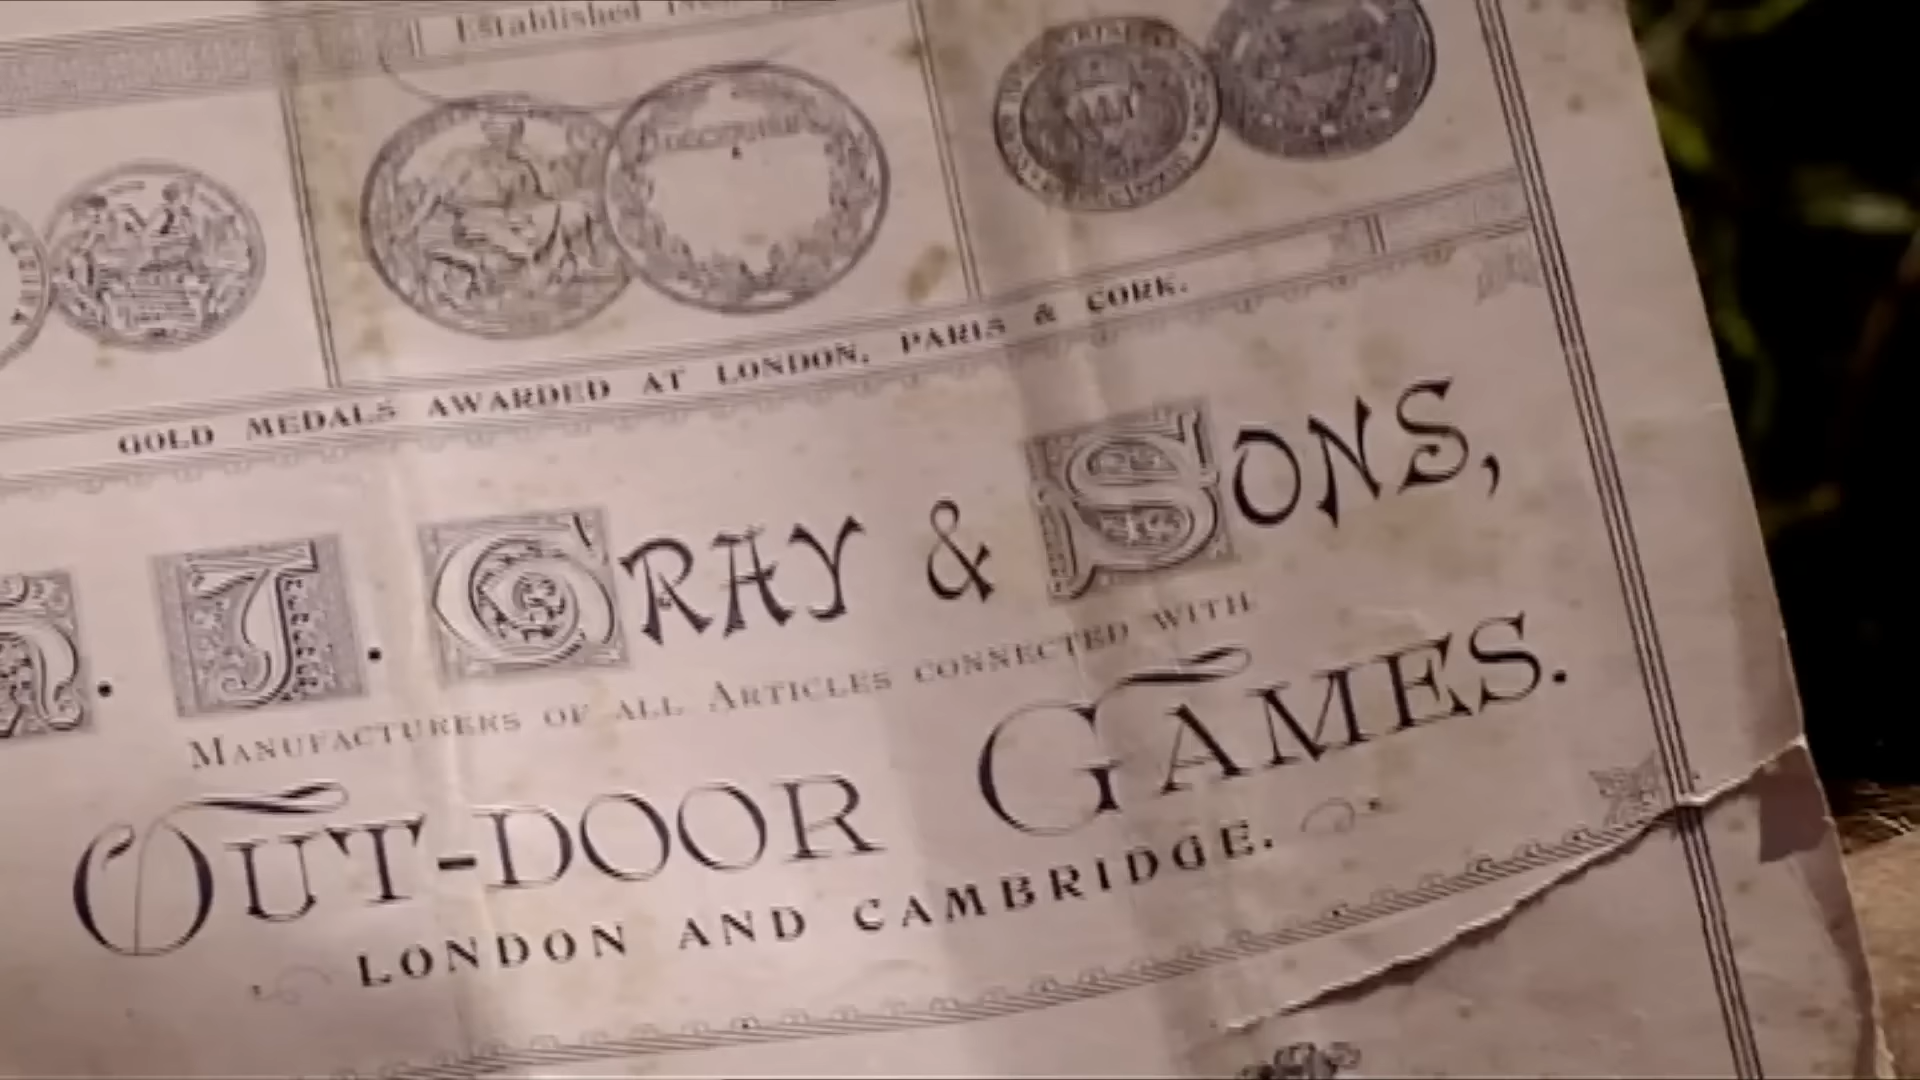 Established
GOLD MEDALS AWARDED AT LONDON, PARIS & CORK.
J. GRAY & SONS,
MANUFACTURERS OF ALL ARTICLES CONNECTED WITH
OUT-DOOR GAMES.
LONDON AND CAMBRIDGE.